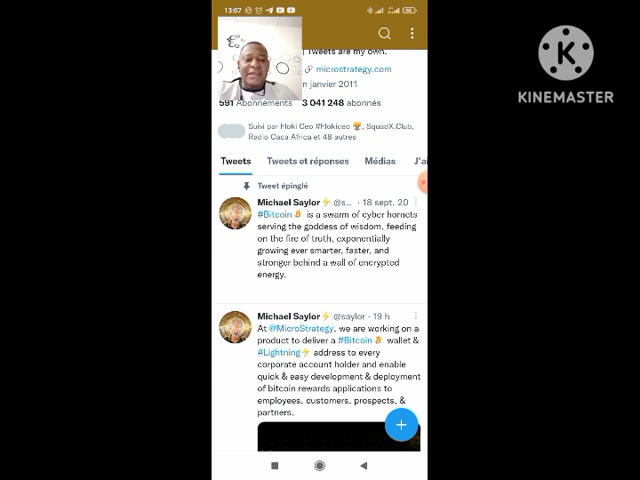 13:07
| Tweets are my own.
microstrategy.com
n janvier 2011
591 Abonnements 3 041 248 abonnés
Suivi par Floki Ceo #Flokiceo, SquadX.Club,
Radio Caca Africa et 48 autres
Tweets Tweets et réponses Médias J'ai
Tweet épinglé
Michael Saylor⚡ @s... · 18 sept. 20
#Bitcoin is a swarm of cyber hornets
serving the goddess of wisdom, feeding
on the fire of truth, exponentially
growing ever smarter, faster, and
stronger behind a wall of encrypted
energy.
Michael Saylor⚡ @saylor · 19 h
At @MicroStrategy, we are working on a
product to deliver a #Bitcoin wallet &
#Lightning⚡ address to every
corporate account holder and enable
quick & easy development & deployment
of bitcoin rewards applications to
employees, customers, prospects, &
partners.
K
KINEMASTER